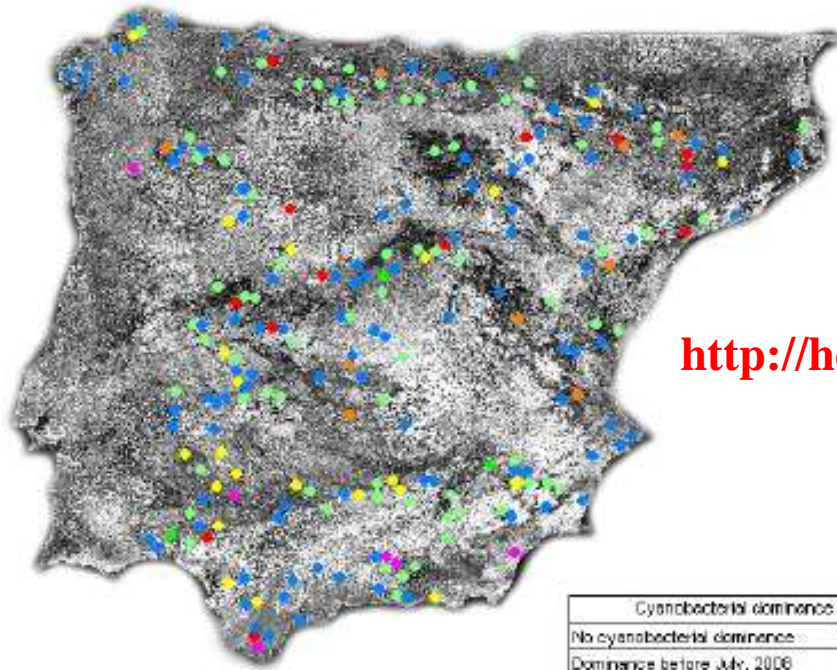 http://h
Cyanobacterial dominance
No cyanobacterial dominance
Dominance before July, 2006